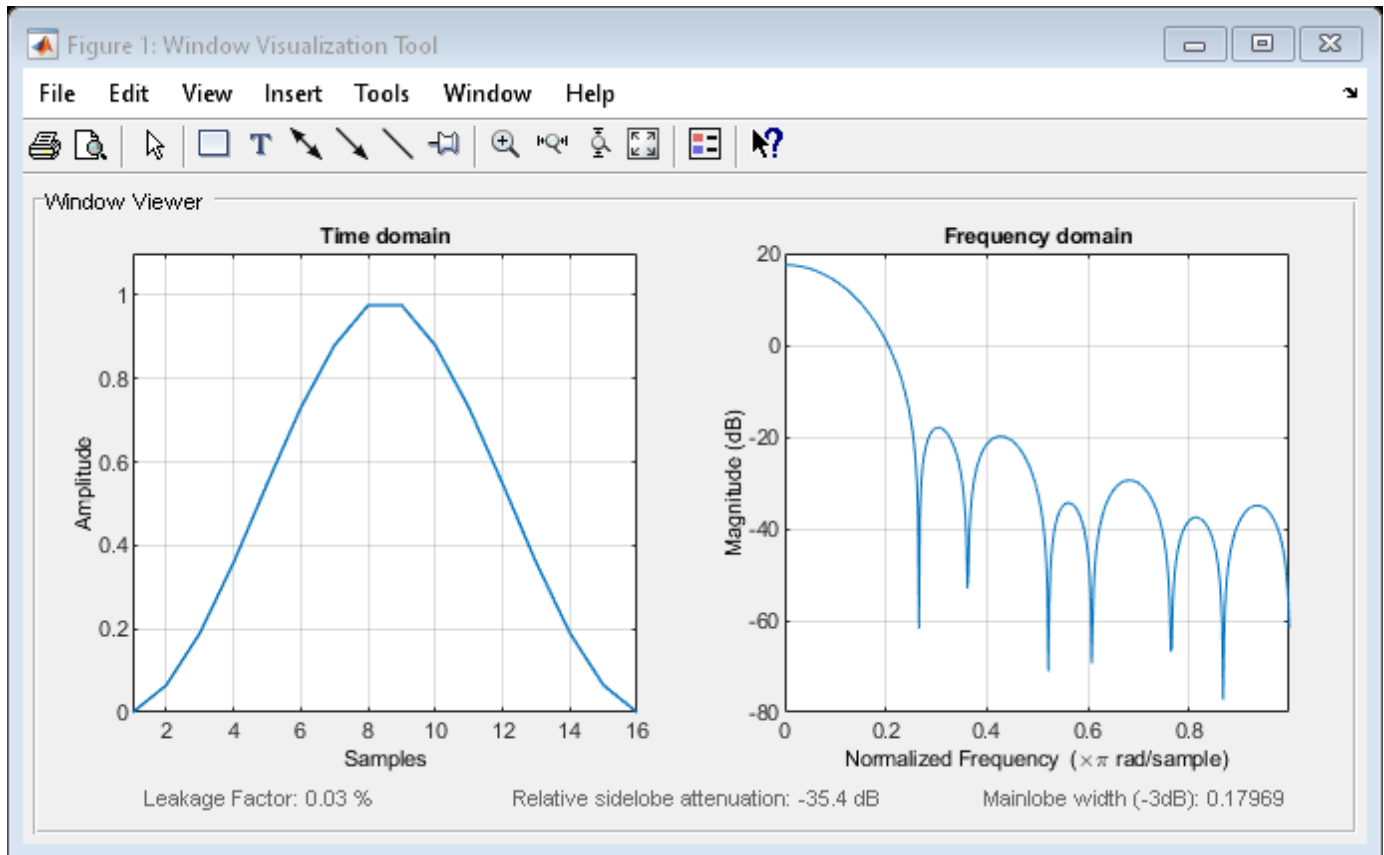 Figure 1: Window Visualization Tool
File Edit View Insert Tools Window Help
T
?
Window Viewer
Time domain
1
0.8
0.6
0.4
0.2
0
2 4 6 8 10 12 14 16
Amplitude
Samples
Frequency domain
20
0
-20
-40
-60
-80
0 0.2 0.4 0.6 0.8
Magnitude (dB)
Normalized Frequency (×π rad/sample)
Leakage Factor: 0.03 % Relative sidelobe attenuation: -35.4 dB Mainlobe width (-3dB): 0.17969